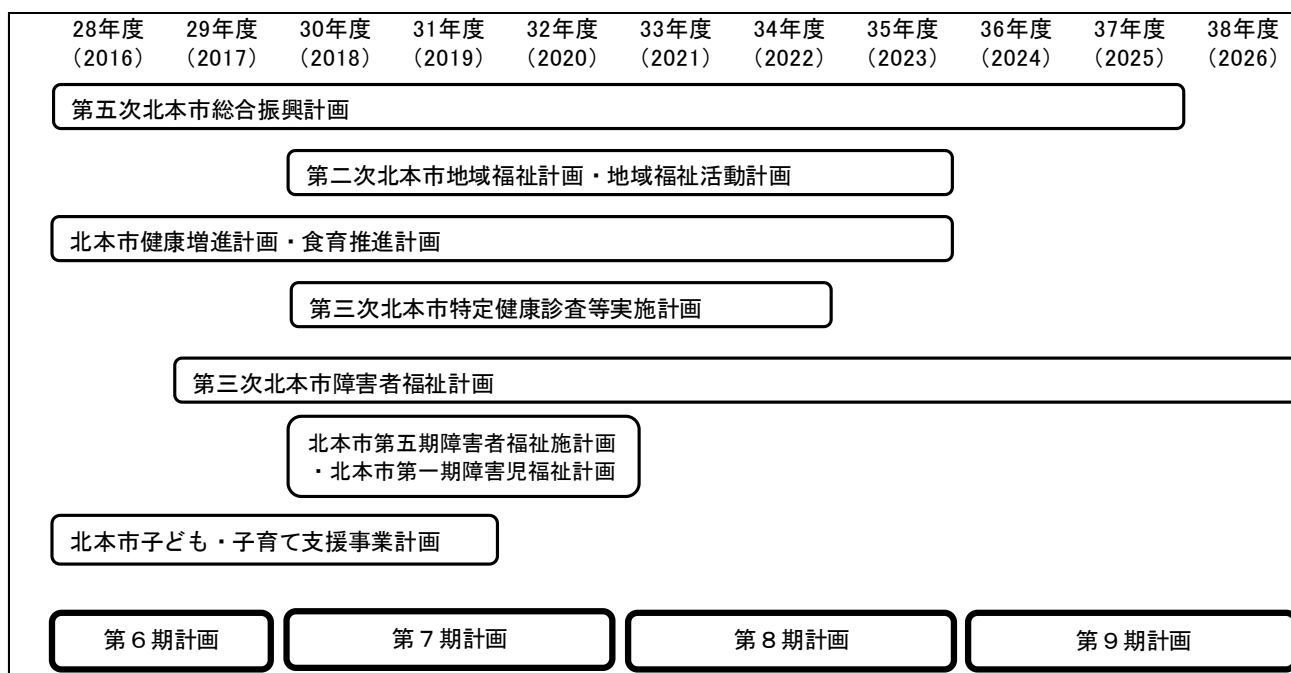 28年度 29年度 30年度 31年度 32年度 33年度 34年度 35年度 36年度 37年度 38年度
（2016） （2017） （2018） （2019） （2020） （2021） （2022） （2023） （2024） （2025） （2026）
第五次北本市総合振興計画
第二次北本市地域福祉計画・地域福祉活動計画
北本市健康増進計画・食育推進計画
第三次北本市特定健康診査等実施計画
第三次北本市障害者福祉計画
北本市第五期障害者福祉施計画
・北本市第一期障害児福祉計画
北本市子ども・子育て支援事業計画
第６期計画 第７期計画 第８期計画 第９期計画